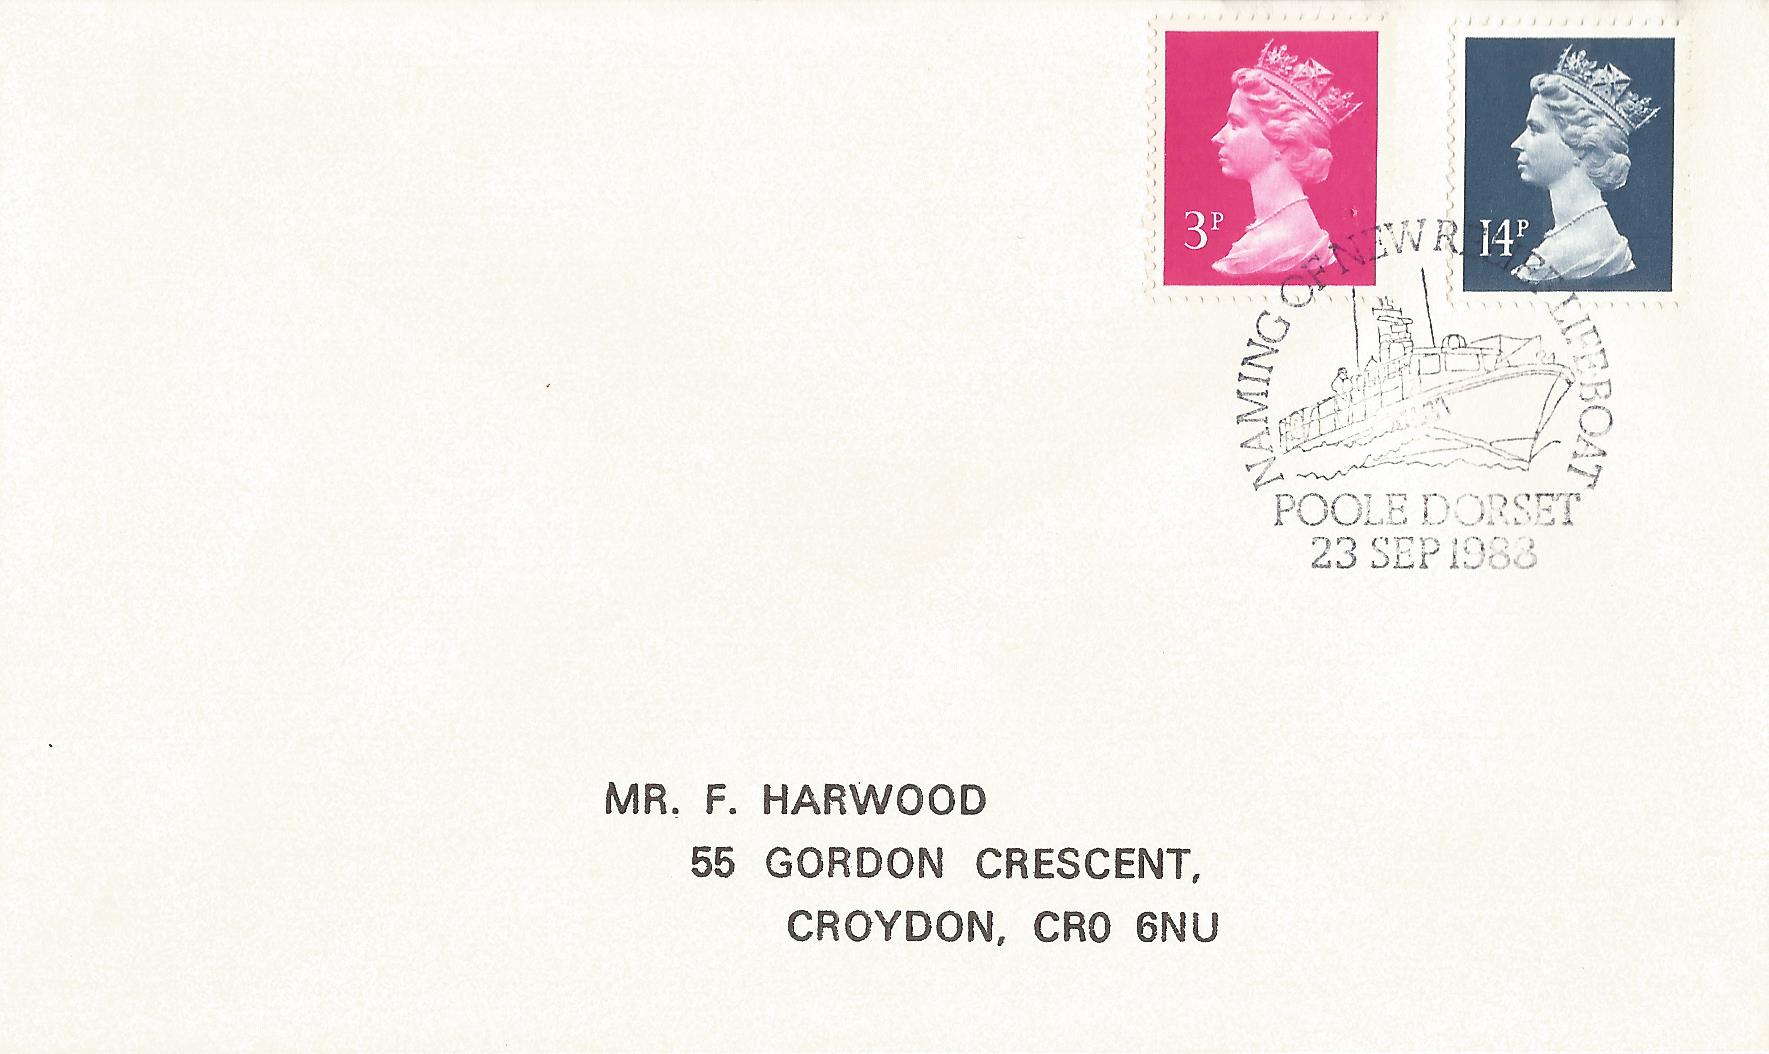 3P
14P
NAMING OF NEW RELIEF LIFEBOAT
POOLE DORSET
23 SEP 1988
MR. F. HARWOOD
55 GORDON CRESCENT,
CROYDON, CR0 6NU